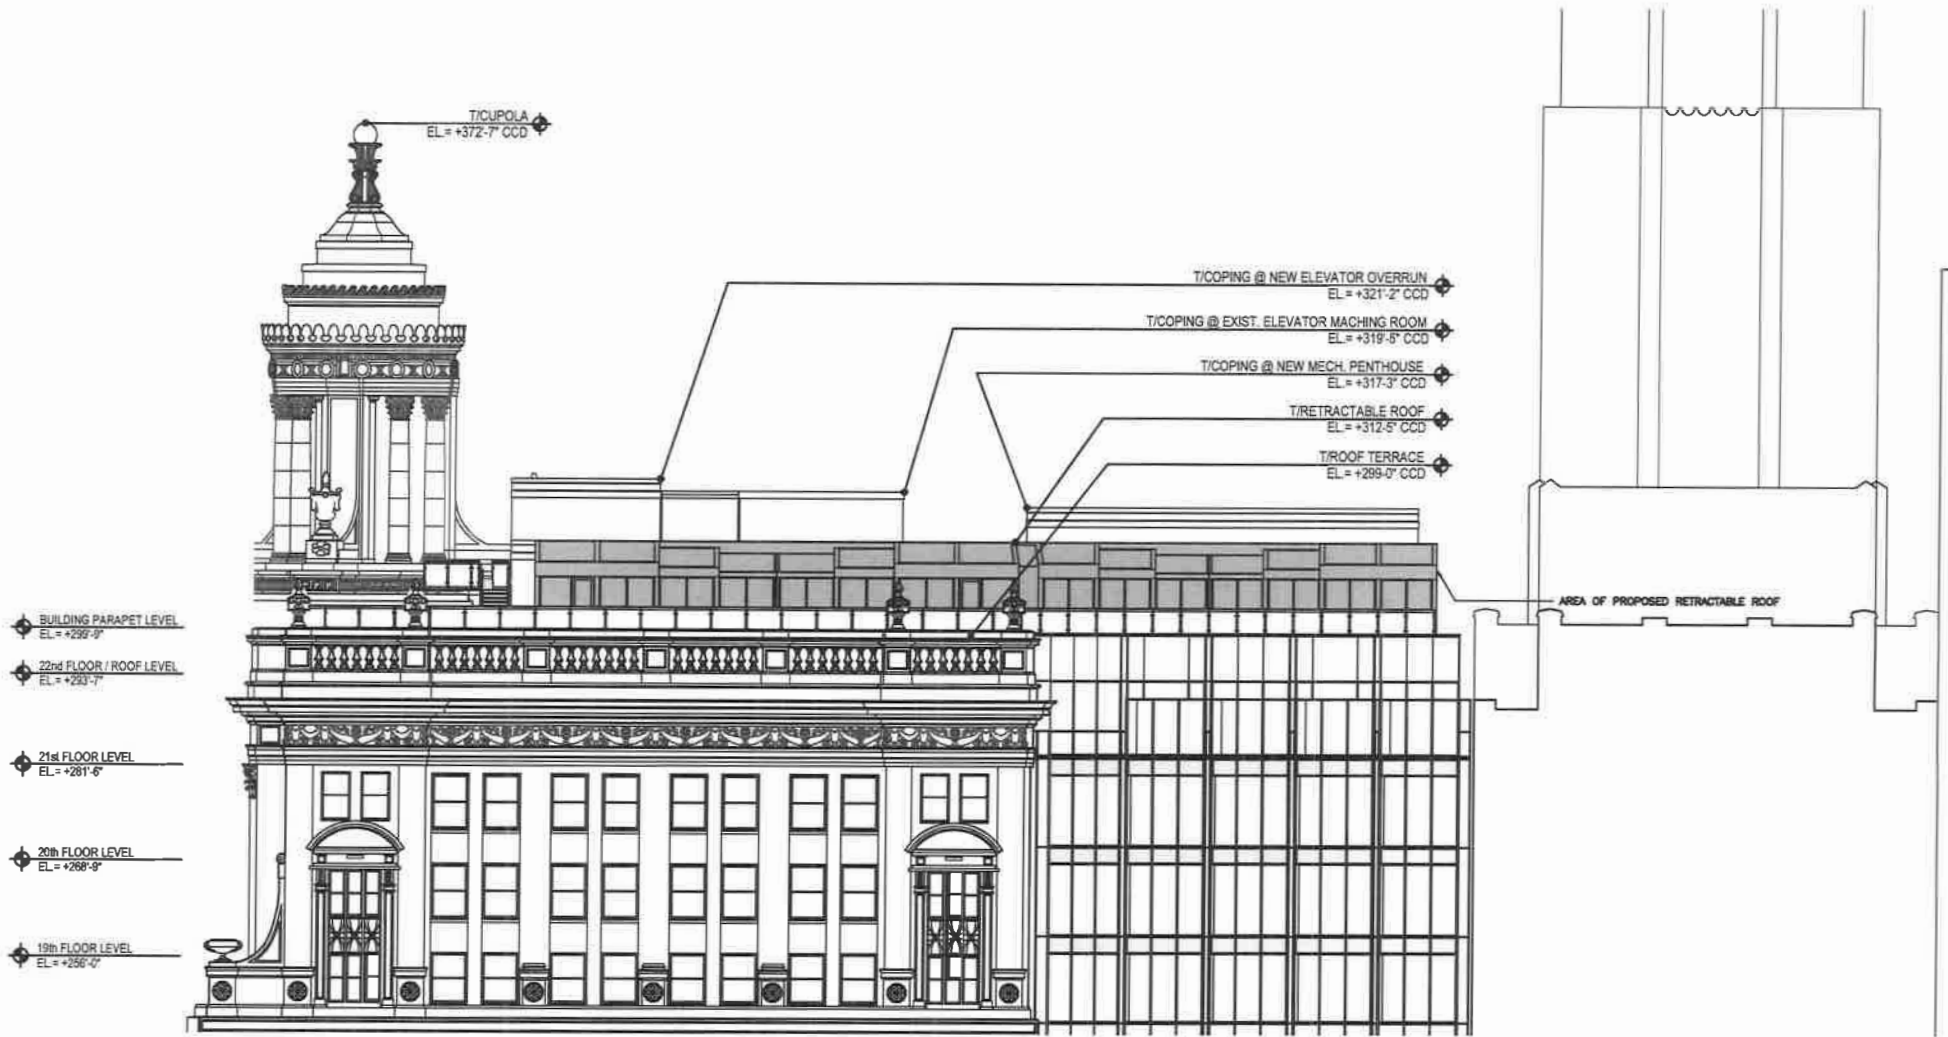 T/CUPOLA
EL.= +372'-7" CCD
T/COPING @ NEW ELEVATOR OVERRUN
EL.= +321'-2" CCD
T/COPING @ EXIST. ELEVATOR MACHING ROOM
EL.= +319'-6" CCD
T/COPING @ NEW MECH. PENTHOUSE
EL.= +317'-3" CCD
T/RETRACTABLE ROOF
EL.= +312'-5" CCD
T/ROOF TERRACE
EL.= +299'-0" CCD
AREA OF PROPOSED RETRACTABLE ROOF
BUILDING PARAPET LEVEL
EL.= +299'-9"
22nd FLOOR / ROOF LEVEL
EL.= +293'-7"
21st FLOOR LEVEL
EL.= +281'-6"
20th FLOOR LEVEL
EL.= +268'-9"
19th FLOOR LEVEL
EL.= +256'-0"